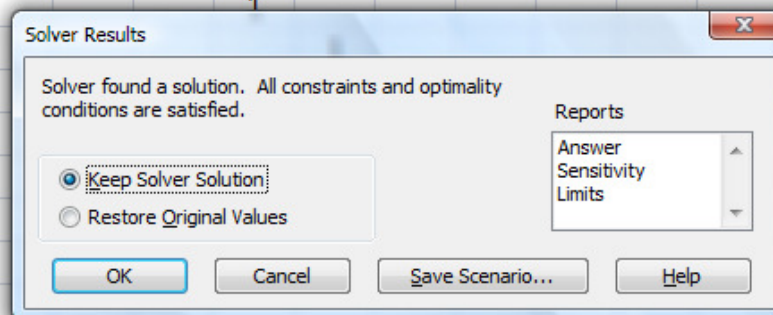 Solver Results
Solver found a solution. All constraints and optimality
conditions are satisfied.
Reports
Answer
Sensitivity
Limits
Keep Solver Solution
Restore Original Values
OK
Cancel
Save Scenario...
Help